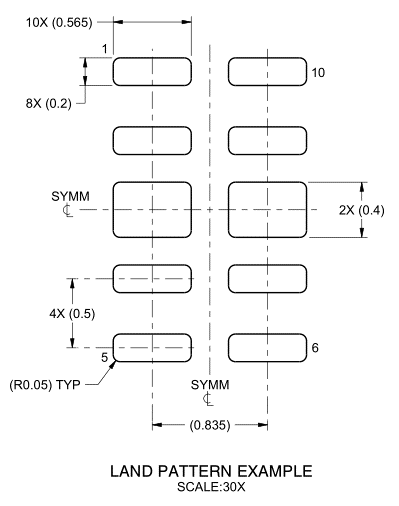 10X (0.565)
1
10
8X (0.2)
SYMM
℄
2X (0.4)
4X (0.5)
5
6
(R0.05) TYP
SYMM
℄
(0.835)
LAND PATTERN EXAMPLE
SCALE:30X